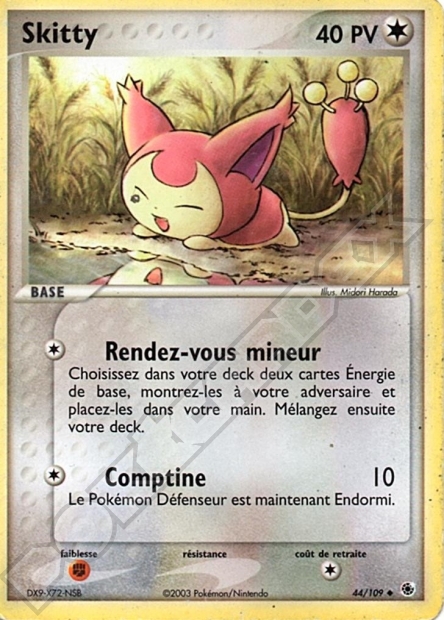 Skitty 40 PV
BASE Illus. Midori Harada
Rendez-vous mineur
Choisissez dans votre deck deux cartes Énergie
de base, montrez-les à votre adversaire et
placez-les dans votre main. Mélangez ensuite
votre deck.
Comptine 10
Le Pokémon Défenseur est maintenant Endormi.
faiblesse résistance coût de retraite
DX9-X72-NSB ©2003 Pokémon/Nintendo 44/109